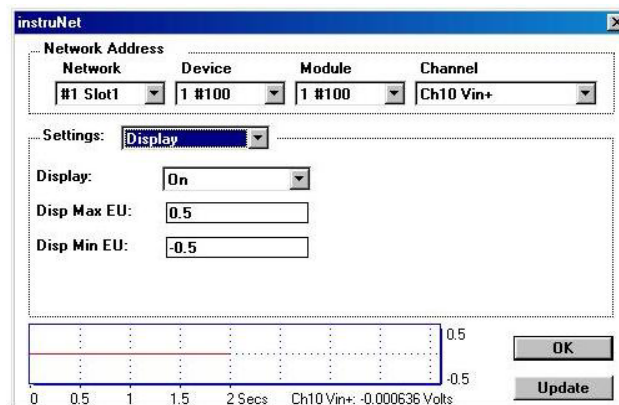 instruNet
Network Address
Network Device Module Channel
#1 Slot1 1 #100 1 #100 Ch10 Vin+
Settings: Display
Display: On
Disp Max EU: 0.5
Disp Min EU: -0.5
0.5
OK
-0.5
Update
0 0.5 1 1.5 2 Secs Ch10 Vin+: -0.000636 Volts